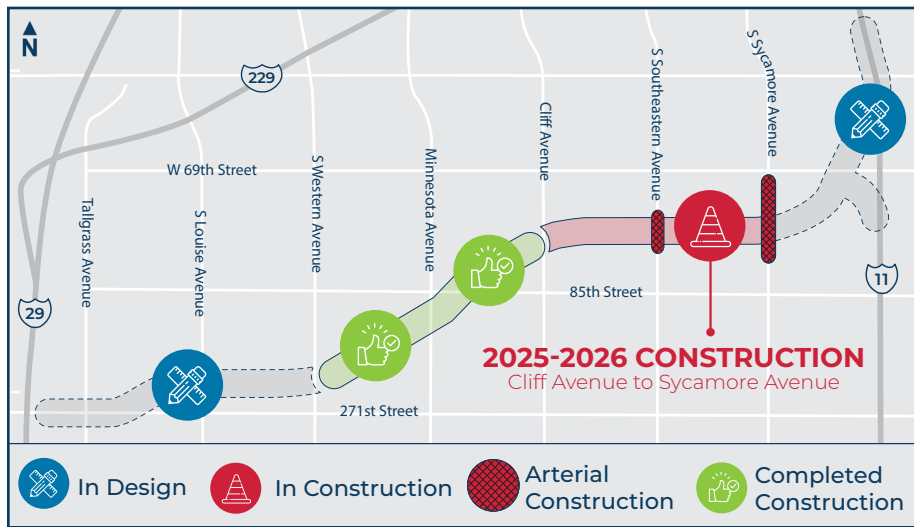 N
229
S Southeastern Avenue
S Sycamore Avenue
Cliff Avenue
Minnesota Avenue
S Western Avenue
W 69th Street
S Louise Avenue
Tallgrass Avenue
29
11
85th Street
2025-2026 CONSTRUCTION
Cliff Avenue to Sycamore Avenue
271st Street
In Design
In Construction
Arterial
Construction
Completed
Construction